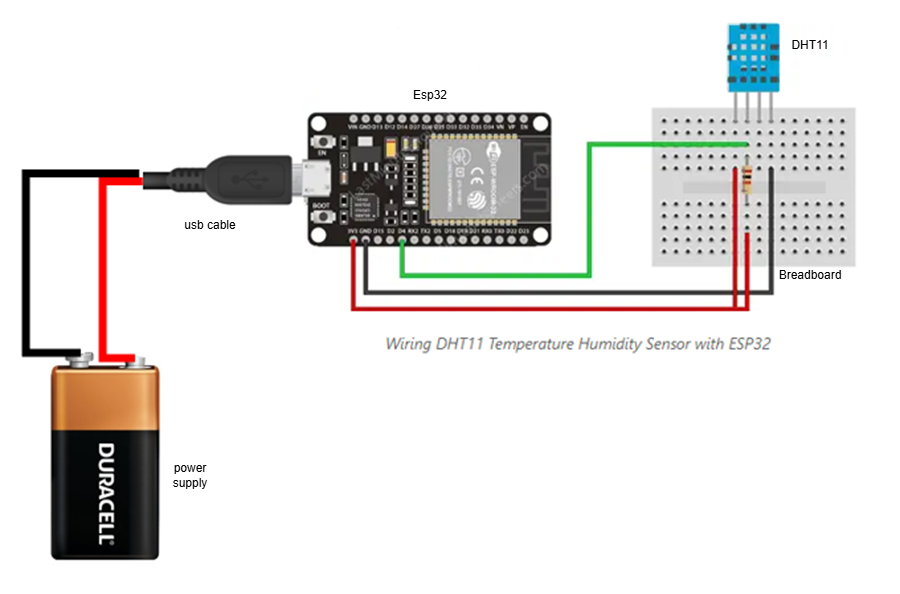 DHT11
Esp32
VIN GND D13 D12 D14 D27 D26 D25 D33 D32 D35 D34 VN VP EN
EN
BOOT
3V3 GND D15 D2 D4 RX2 TX2 D5 D18 D19 D21 RX0 TX0 D22 D23
usb cable
Breadboard
Wiring DHT11 Temperature Humidity Sensor with ESP32
DURACELL
power
supply